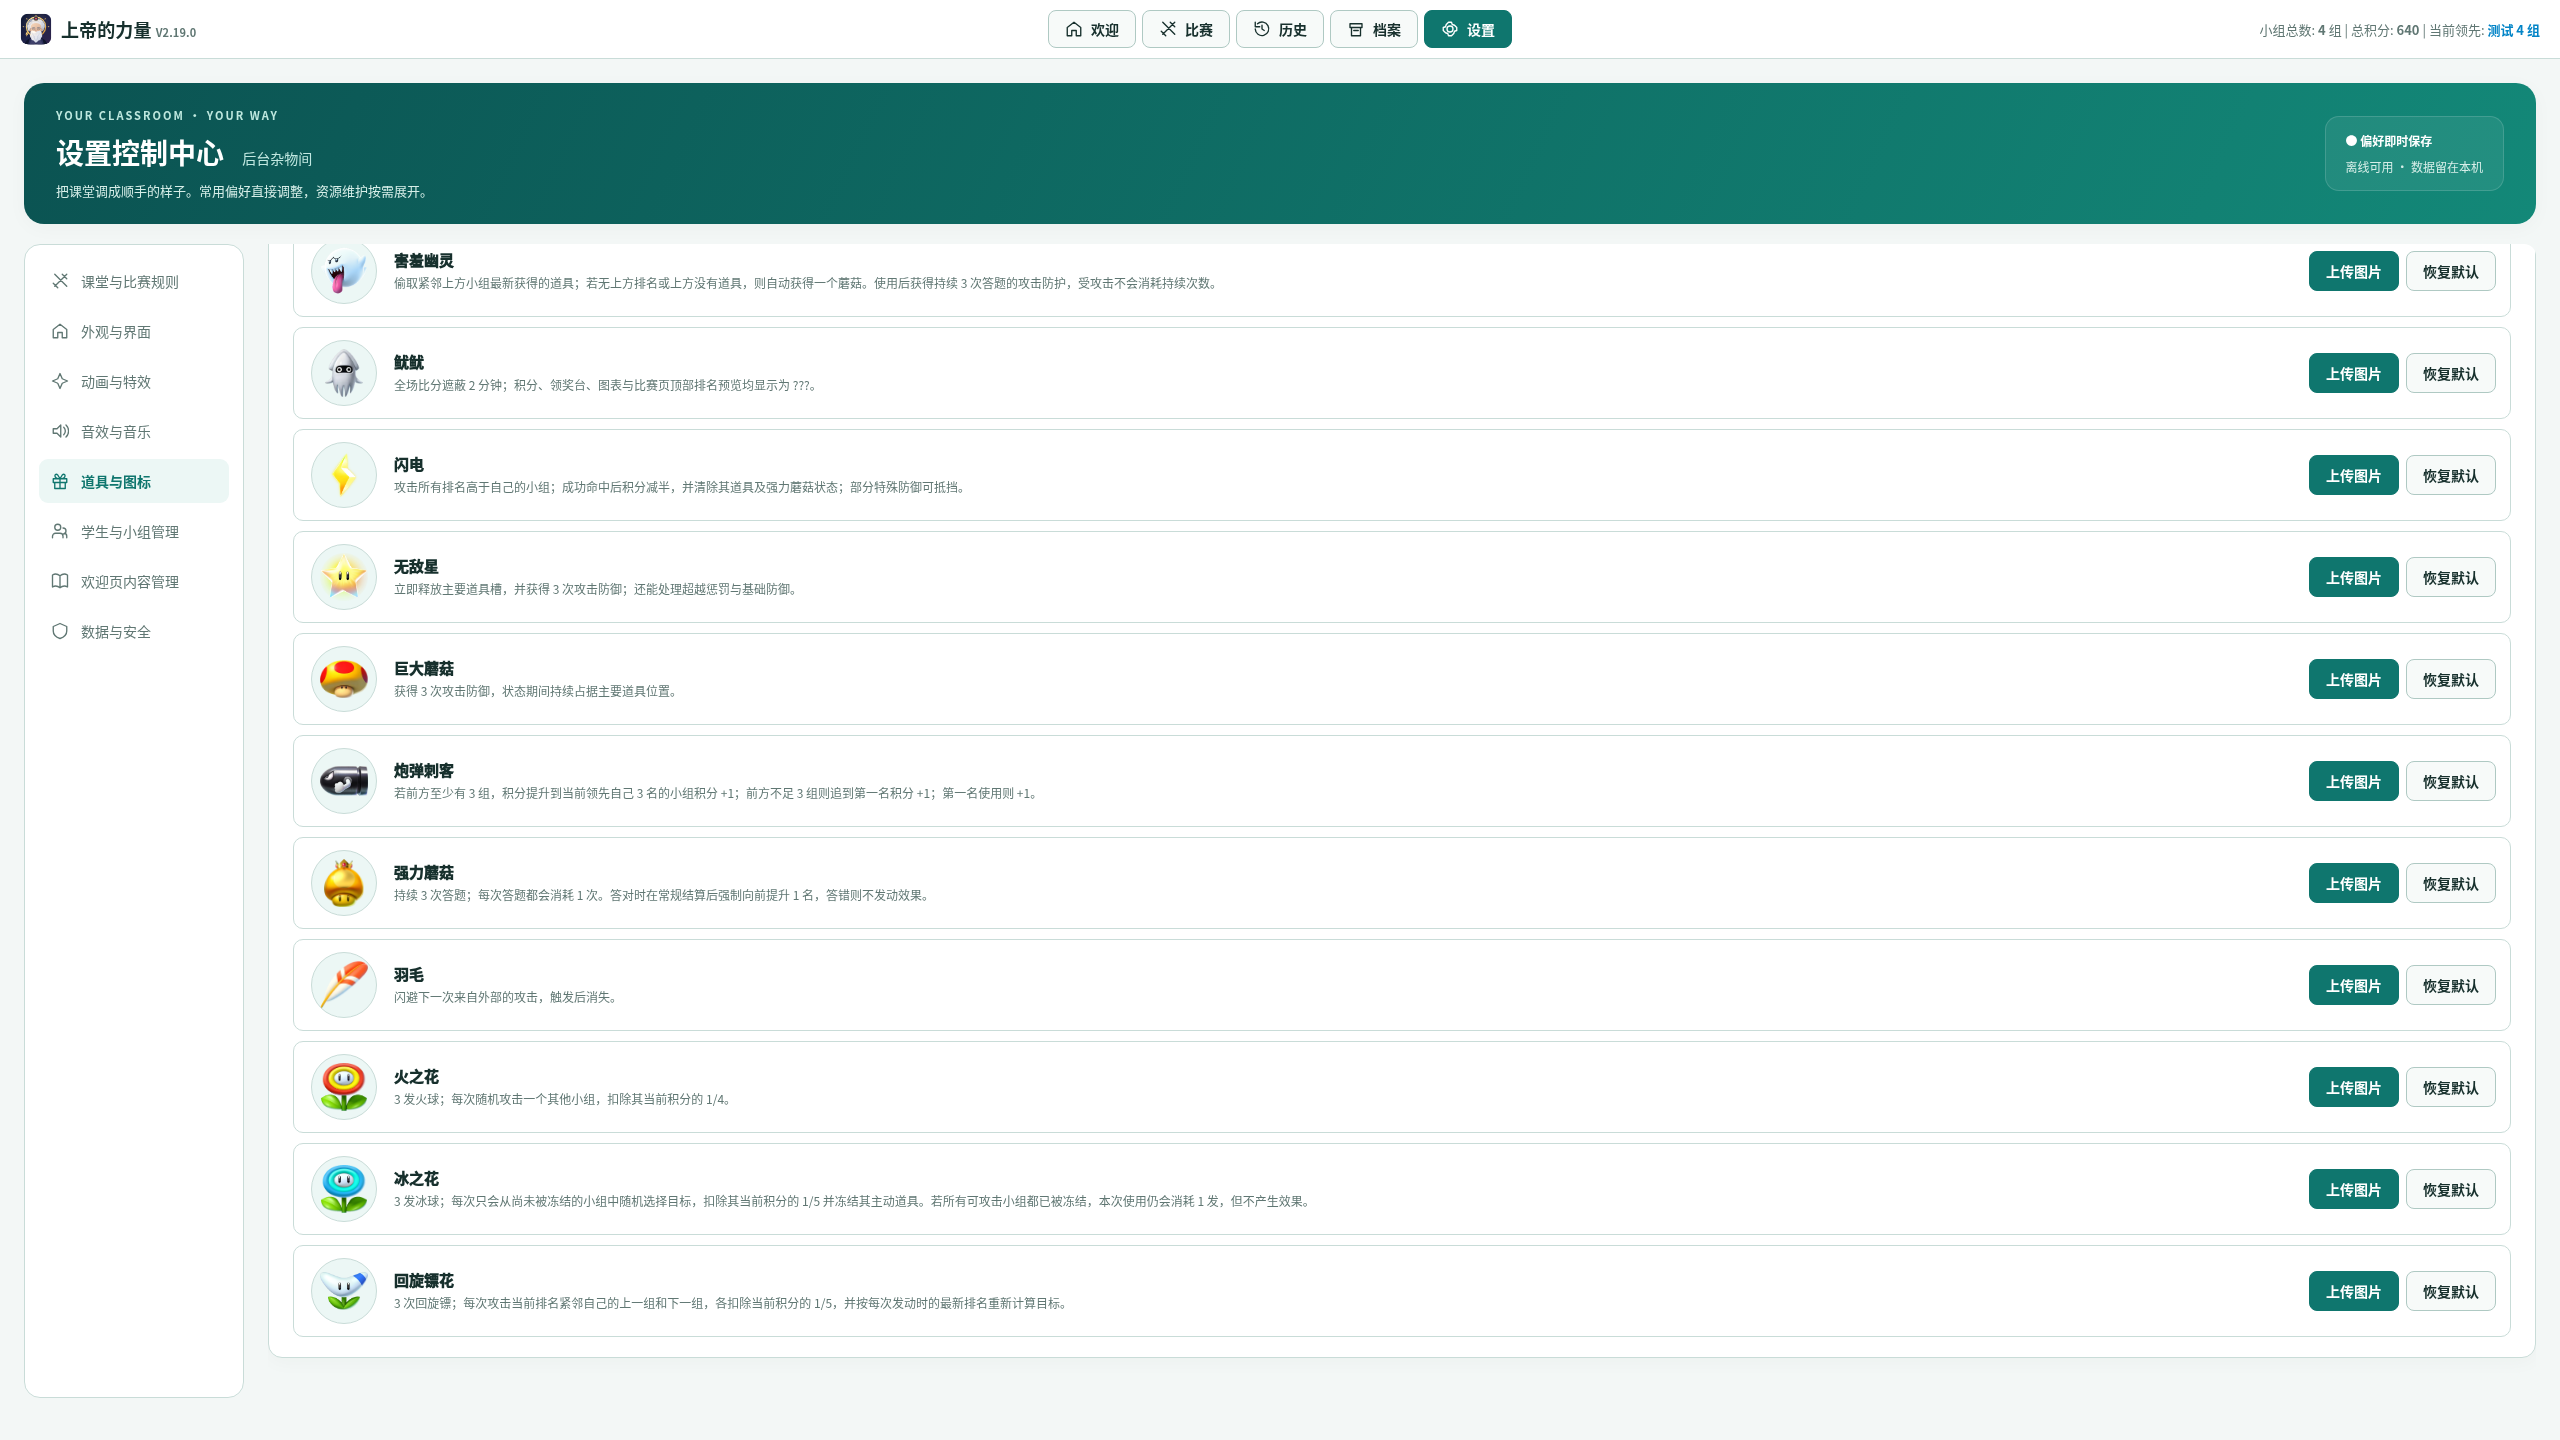 上帝的力量 V2.19.0
欢迎
比赛
历史
档案
设置
小组总数: 4 组 | 总积分: 640 | 当前领先: 测试 4 组
YOUR CLASSROOM · YOUR WAY
设置控制中心 后台杂物间
把课堂调成顺手的样子。常用偏好直接调整，资源维护按需展开。
偏好即时保存
离线可用 · 数据留在本机
课堂与比赛规则
外观与界面
动画与特效
音效与音乐
道具与图标
学生与小组管理
欢迎页内容管理
数据与安全
害羞幽灵
偷取紧邻上方小组最新获得的道具；若无上方排名或上方没有道具，则自动获得一个蘑菇。使用后获得持续 3 次答题的攻击防护，受攻击不会消耗持续次数。
上传图片
恢复默认
鱿鱿
全场比分遮蔽 2 分钟；积分、领奖台、图表与比赛页顶部排名预览均显示为 ???。
上传图片
恢复默认
闪电
攻击所有排名高于自己的小组；成功命中后积分减半，并清除其道具及强力蘑菇状态；部分特殊防御可抵挡。
上传图片
恢复默认
无敌星
立即释放主要道具槽，并获得 3 次攻击防御；还能处理超越惩罚与基础防御。
上传图片
恢复默认
巨大蘑菇
获得 3 次攻击防御，状态期间持续占据主要道具位置。
上传图片
恢复默认
炮弹刺客
若前方至少有 3 组，积分提升到当前领先自己 3 名的小组积分 +1；前方不足 3 组则追到第一名积分 +1；第一名使用则 +1。
上传图片
恢复默认
强力蘑菇
持续 3 次答题；每次答题都会消耗 1 次。答对时在常规结算后强制向前提升 1 名，答错则不发动效果。
上传图片
恢复默认
羽毛
闪避下一次来自外部的攻击，触发后消失。
上传图片
恢复默认
火之花
3 发火球；每次随机攻击一个其他小组，扣除其当前积分的 1/4。
上传图片
恢复默认
冰之花
3 发冰球；每次只会从尚未被冻结的小组中随机选择目标，扣除其当前积分的 1/5 并冻结其主动道具。若所有可攻击小组都已被冻结，本次使用仍会消耗 1 发，但不产生效果。
上传图片
恢复默认
回旋镖花
3 次回旋镖；每次攻击当前排名紧邻自己的上一组和下一组，各扣除当前积分的 1/5，并按每次发动时的最新排名重新计算目标。
上传图片
恢复默认